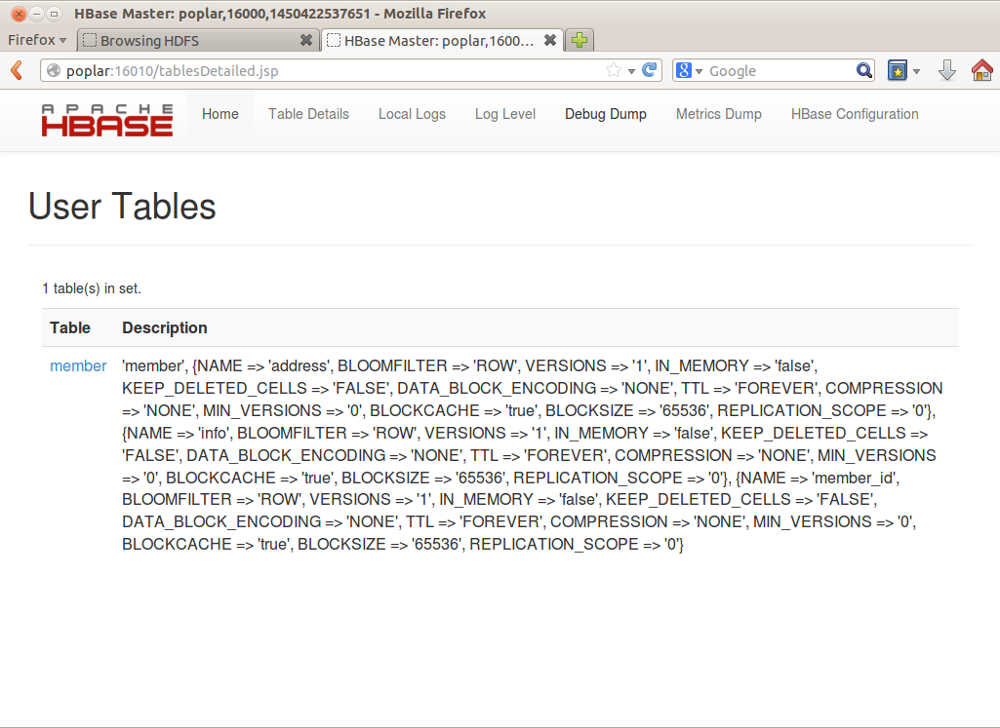 HBase Master: poplar,16000,1450422537651 - Mozilla Firefox
Firefox
Browsing HDFS
HBase Master: poplar,1600...
poplar:16010/tablesDetailed.jsp
Google
APACHE
HBASE
Home
Table Details
Local Logs
Log Level
Debug Dump
Metrics Dump
HBase Configuration
User Tables
1 table(s) in set.
Table Description
member 'member', {NAME => 'address', BLOOMFILTER => 'ROW', VERSIONS => '1', IN_MEMORY => 'false',
KEEP_DELETED_CELLS => 'FALSE', DATA_BLOCK_ENCODING => 'NONE', TTL => 'FOREVER', COMPRESSION
=> 'NONE', MIN_VERSIONS => '0', BLOCKCACHE => 'true', BLOCKSIZE => '65536', REPLICATION_SCOPE => '0'},
{NAME => 'info', BLOOMFILTER => 'ROW', VERSIONS => '1', IN_MEMORY => 'false', KEEP_DELETED_CELLS =>
'FALSE', DATA_BLOCK_ENCODING => 'NONE', TTL => 'FOREVER', COMPRESSION => 'NONE', MIN_VERSIONS
=> '0', BLOCKCACHE => 'true', BLOCKSIZE => '65536', REPLICATION_SCOPE => '0'}, {NAME => 'member_id',
BLOOMFILTER => 'ROW', VERSIONS => '1', IN_MEMORY => 'false', KEEP_DELETED_CELLS => 'FALSE',
DATA_BLOCK_ENCODING => 'NONE', TTL => 'FOREVER', COMPRESSION => 'NONE', MIN_VERSIONS => '0',
BLOCKCACHE => 'true', BLOCKSIZE => '65536', REPLICATION_SCOPE => '0'}